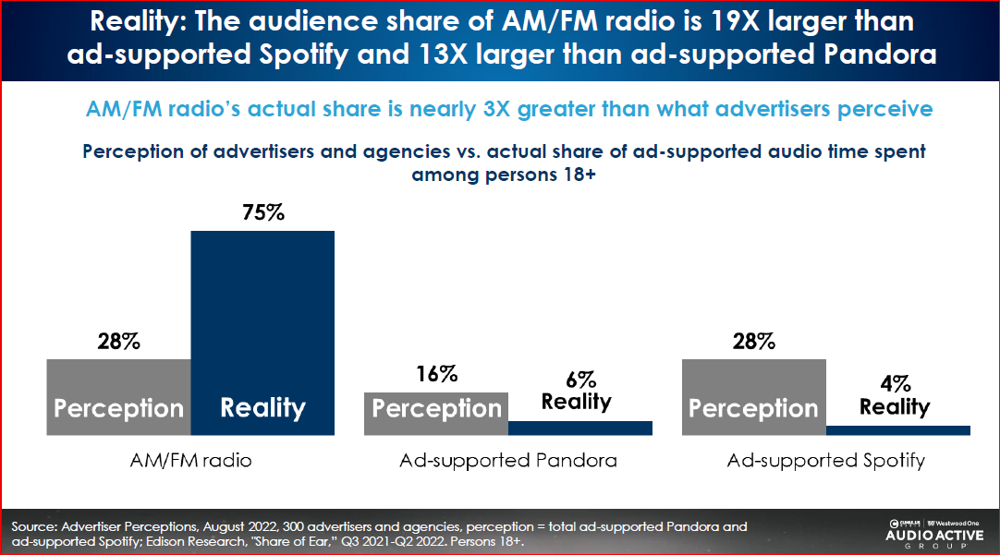 Reality: The audience share of AM/FM radio is 19X larger than
ad-supported Spotify and 13X larger than ad-supported Pandora
AM/FM radio's actual share is nearly 3X greater than what advertisers perceive
Perception of advertisers and agencies vs. actual share of ad-supported audio time spent
among persons 18+
75%
28%
Perception
Reality
AM/FM radio
16%
Perception
6%
Reality
Ad-supported Pandora
28%
Perception
4%
Reality
Ad-supported Spotify
Source: Advertiser Perceptions, August 2022, 300 advertisers and agencies, perception = total ad-supported Pandora and
ad-supported Spotify; Edison Research, "Share of Ear," Q3 2021-Q2 2022. Persons 18+.
CUMULUS Westwood One
AUDIO ACTIVE
GROUP